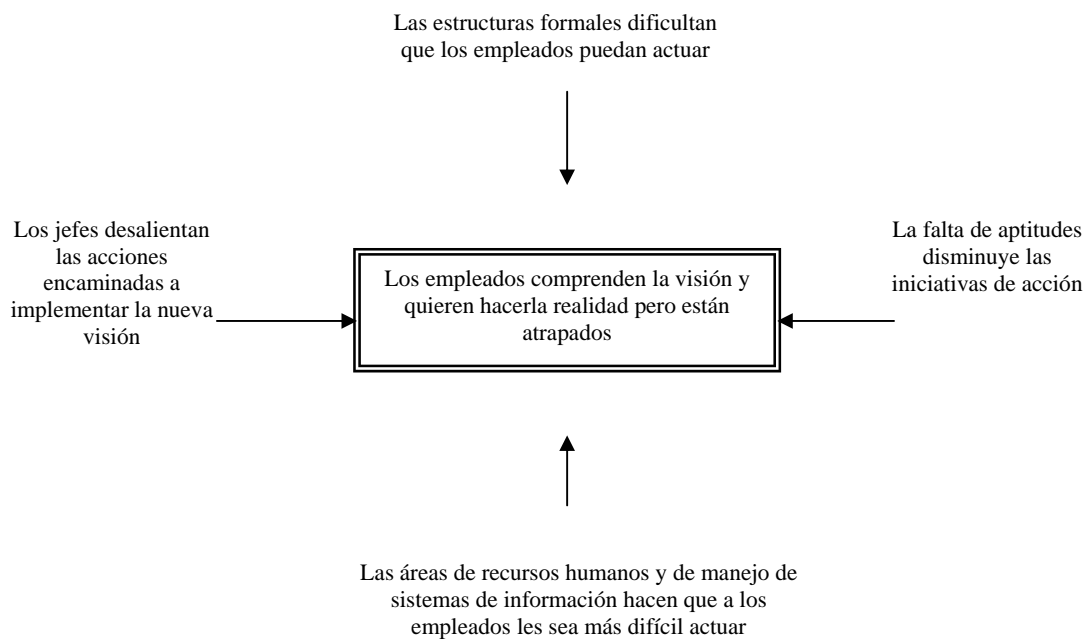 Las estructuras formales dificultan
que los empleados puedan actuar
Los jefes desalientan
las acciones
encaminadas a
implementar la nueva
visión
Los empleados comprenden la visión y
quieren hacerla realidad pero están
atrapados
La falta de aptitudes
disminuye las
iniciativas de acción
Las áreas de recursos humanos y de manejo de
sistemas de información hacen que a los
empleados les sea más difícil actuar